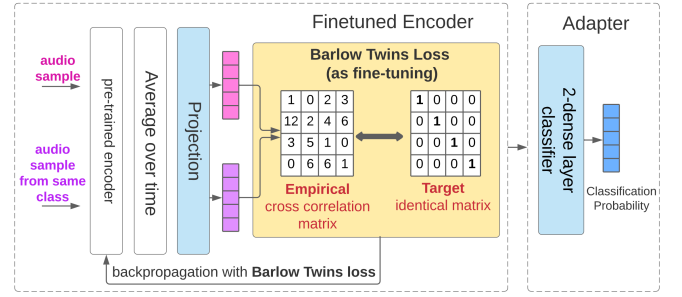 Finetuned Encoder
Adapter
audio
sample
audio
sample
from same
class
pre-trained encoder
Average over time
Projection
Barlow Twins Loss
(as fine-tuning)
1 0 2 3
12 2 4 6
3 5 1 0
0 6 6 1
1 0 0 0
0 1 0 0
0 0 1 0
0 0 0 1
Empirical
cross correlation
matrix
Target
identical matrix
backpropagation with Barlow Twins loss
2-dense layer
classifier
Classification
Probability